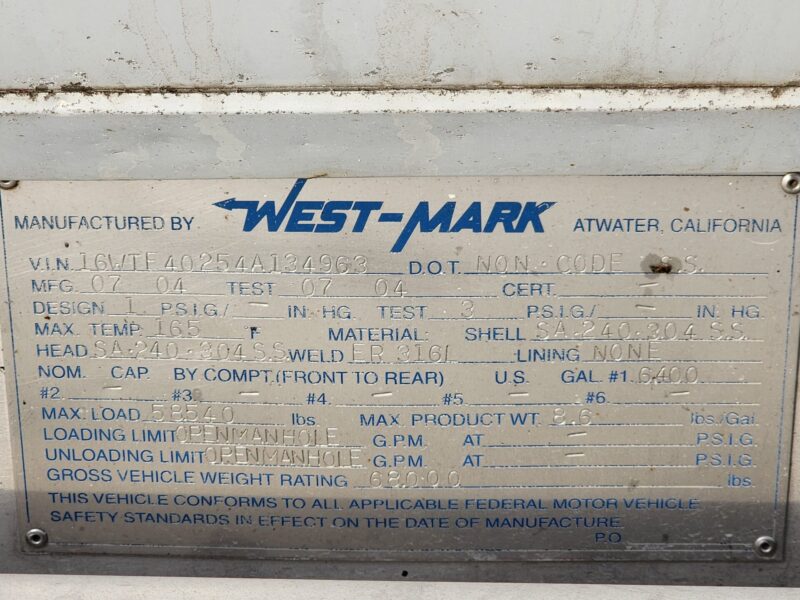 MANUFACTURED BY WEST-MARK ATWATER, CALIFORNIA
V.I.N. 16WTF40254A134963 D.O.T. NON-CODE S.S.
MFG. 07 04 TEST 07 04 CERT. —
DESIGN 1 P.S.I.G./ — IN. HG. TEST 3 P.S.I.G./ — IN. HG.
MAX. TEMP. 165 F MATERIAL: SHELL SA-240-304 S.S.
HEAD SA-240-304 S.S. WELD ER 316L LINING NONE
NOM. CAP. BY COMPT. (FRONT TO REAR) U.S. GAL. #1 6400
#2 — #3 — #4 — #5 — #6 —
MAX. LOAD 58540 lbs MAX. PRODUCT WT. 8.6 lbs./Gal.
LOADING LIMIT OPEN MANHOLE G.P.M. AT — P.S.I.G.
UNLOADING LIMIT OPEN MANHOLE G.P.M. AT — P.S.I.G.
GROSS VEHICLE WEIGHT RATING 68000 lbs.
THIS VEHICLE CONFORMS TO ALL APPLICABLE FEDERAL MOTOR VEHICLE
SAFETY STANDARDS IN EFFECT ON THE DATE OF MANUFACTURE
P.O.